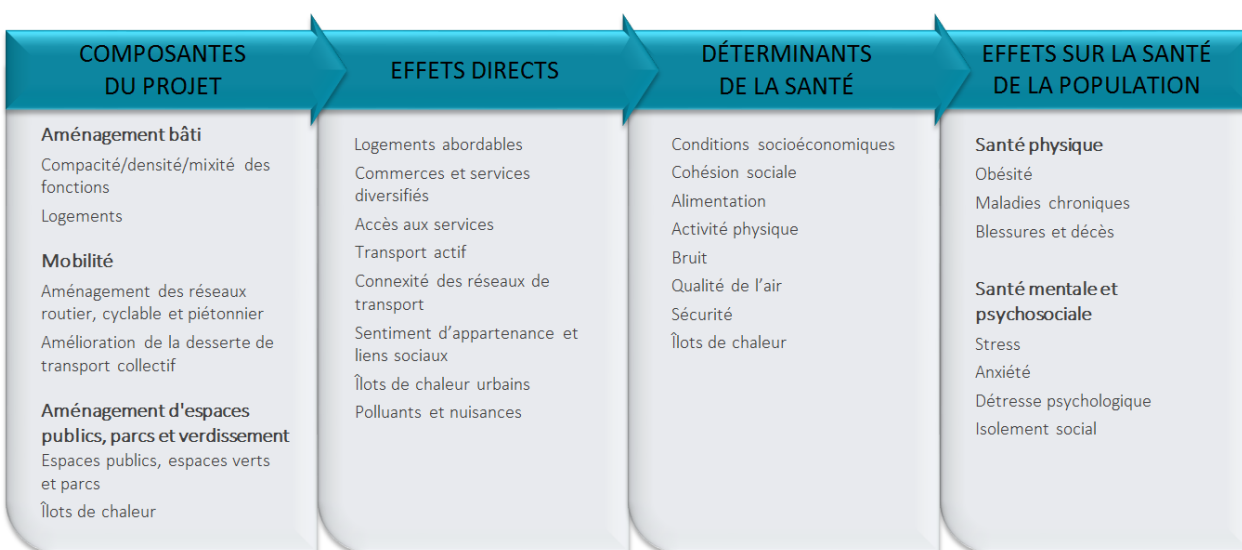 COMPOSANTES
DU PROJET
Aménagement bâti
Compacité/densité/mixité des
fonctions
Logements
Mobilité
Aménagement des réseaux
routier, cyclable et piétonnier
Amélioration de la desserte de
transport collectif
Aménagement d'espaces
publics, parcs et verdissement
Espaces publics, espaces verts
et parcs
Îlots de chaleur
EFFETS DIRECTS
Logements abordables
Commerces et services
diversifiés
Accès aux services
Transport actif
Connexité des réseaux de
transport
Sentiment d'appartenance et
liens sociaux
Îlots de chaleur urbains
Polluants et nuisances
DÉTERMINANTS
DE LA SANTÉ
Conditions socioéconomiques
Cohésion sociale
Alimentation
Activité physique
Bruit
Qualité de l'air
Sécurité
Îlots de chaleur
EFFETS SUR LA SANTÉ
DE LA POPULATION
Santé physique
Obésité
Maladies chroniques
Blessures et décès
Santé mentale et
psychosociale
Stress
Anxiété
Détresse psychologique
Isolement social